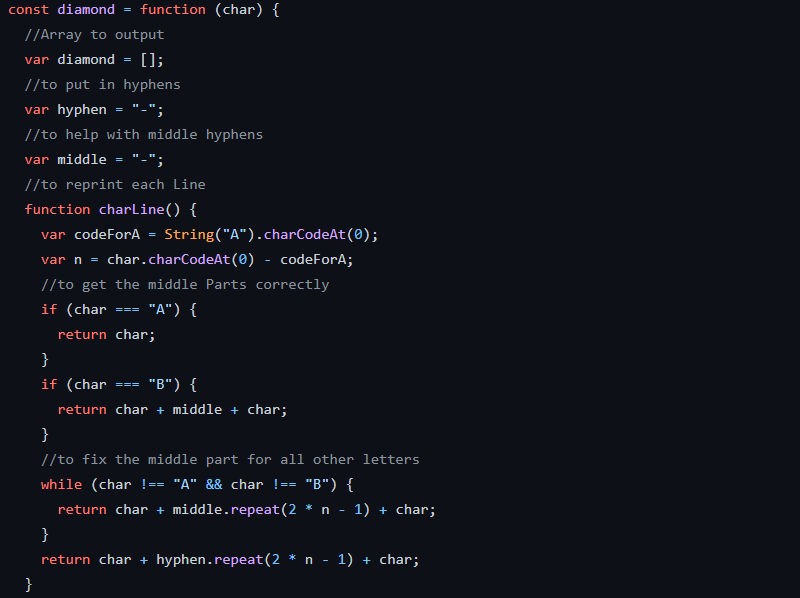 const diamond = function (char) {
  //Array to output
  var diamond = [];
  //to put in hyphens
  var hyphen = "-";
  //to help with middle hyphens
  var middle = "-";
  //to reprint each Line
  function charLine() {
    var codeForA = String("A").charCodeAt(0);
    var n = char.charCodeAt(0) - codeForA;
    //to get the middle Parts correctly
    if (char === "A") {
      return char;
    }
    if (char === "B") {
      return char + middle + char;
    }
    //to fix the middle part for all other letters
    while (char !== "A" && char !== "B") {
      return char + middle.repeat(2 * n - 1) + char;
    }
    return char + hyphen.repeat(2 * n - 1) + char;
  }